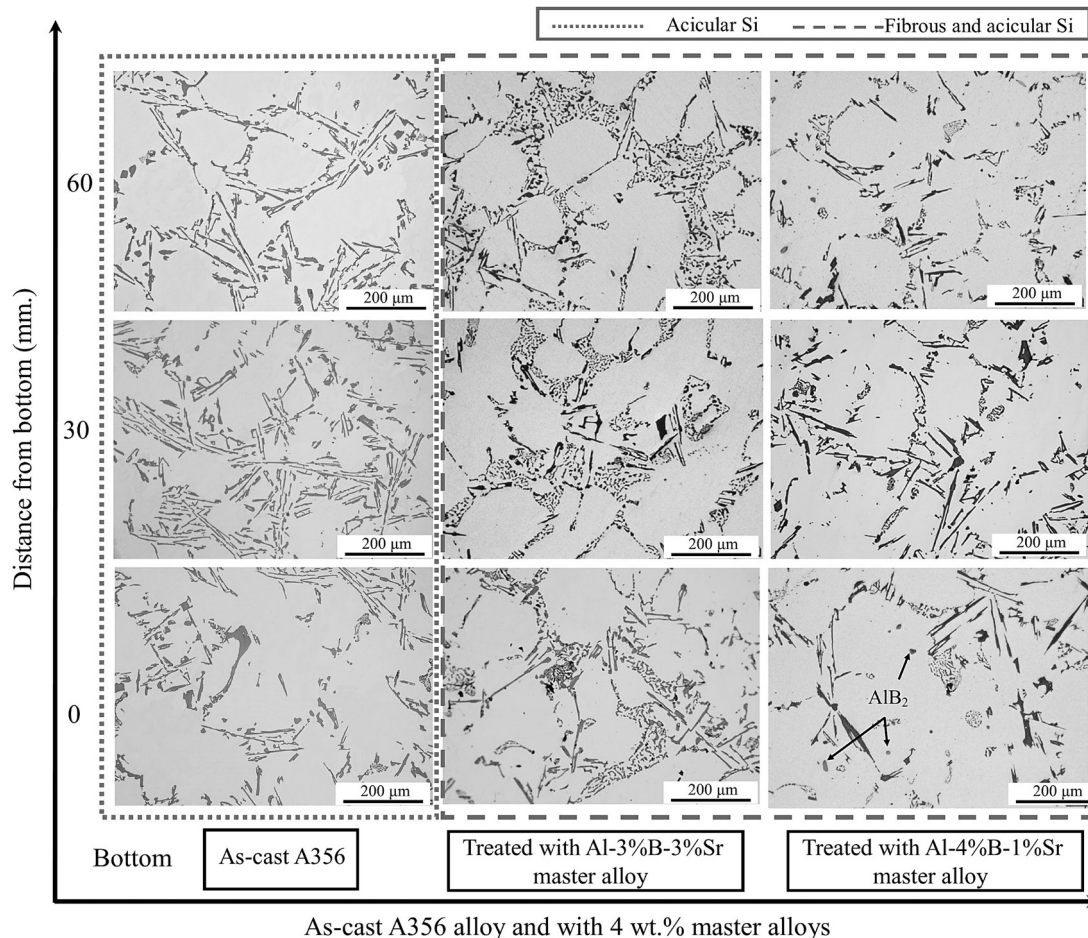 Acicular Si
Fibrous and acicular Si
60
200 μm
200 μm
200 μm
Distance from bottom (mm.)
30
200 μm
200 μm
200 μm
0
AlB₂
200 μm
200 μm
200 μm
Bottom
As-cast A356
Treated with Al-3%B-3%Sr
master alloy
Treated with Al-4%B-1%Sr
master alloy
As-cast A356 alloy and with 4 wt.% master alloys